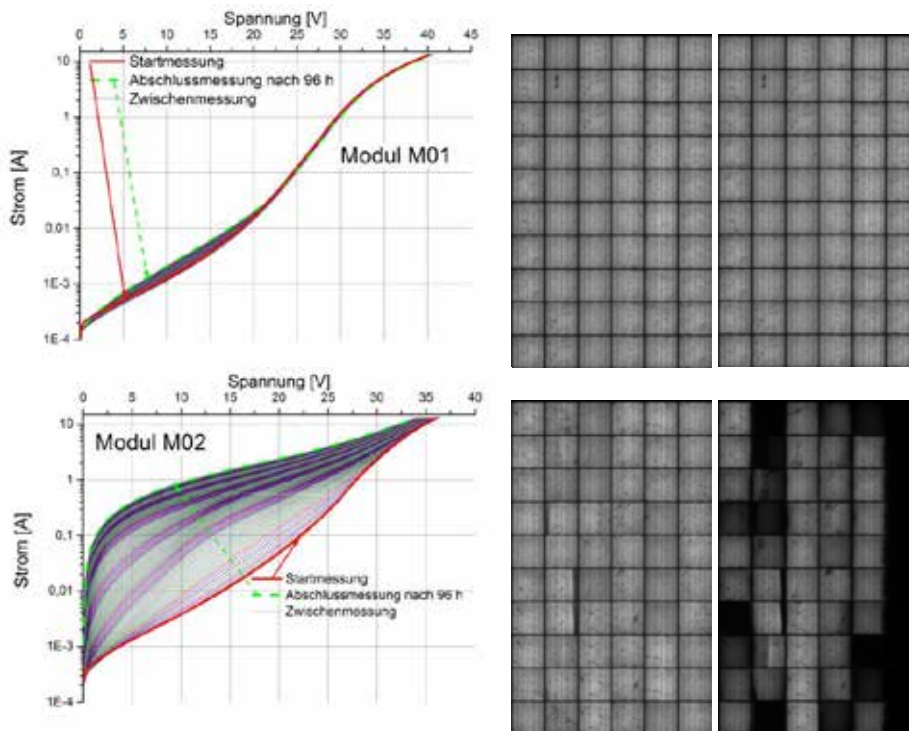 Spannung [V]
0 5 10 15 20 25 30 35 40 45
10
1
0,1
0,01
1E-3
1E-4
Strom [A]
Startmessung
Abschlussmessung nach 96 h
Zwischenmessung
Modul M01
Spannung [V]
0 5 10 15 20 25 30 35 40
10
1
0,1
0,01
1E-3
1E-4
Strom [A]
Modul M02
Startmessung
Abschlussmessung nach 96 h
Zwischenmessung